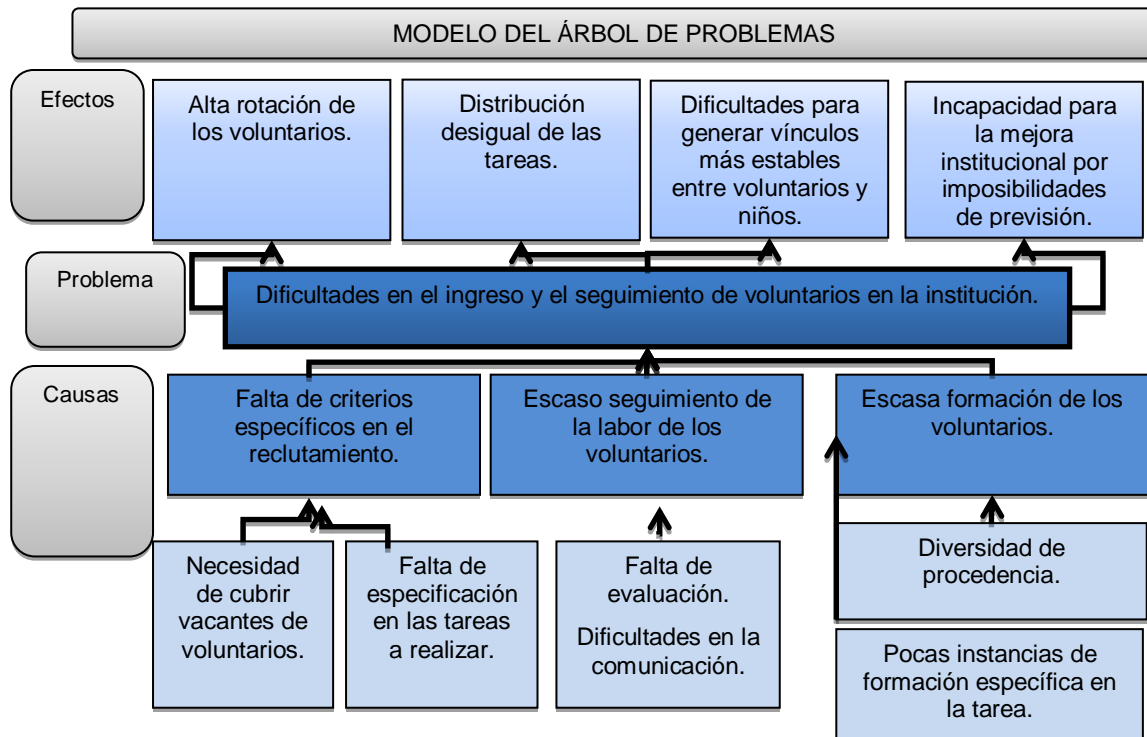 MODELO DEL ÁRBOL DE PROBLEMAS
Efectos
Alta rotación de
los voluntarios.
Distribución
desigual de las
tareas.
Dificultades para
generar vínculos
más estables
entre voluntarios y
niños.
Incapacidad para
la mejora
institucional por
imposibilidades
de previsión.
Problema
Dificultades en el ingreso y el seguimiento de voluntarios en la institución.
Causas
Falta de criterios
específicos en el
reclutamiento.
Escaso seguimiento de
la labor de los
voluntarios.
Escasa formación de los
voluntarios.
Necesidad
de cubrir
vacantes de
voluntarios.
Falta de
especificación
en las tareas
a realizar.
Falta de
evaluación.
Dificultades en la
comunicación.
Diversidad de
procedencia.
Pocas instancias de
formación específica en
la tarea.